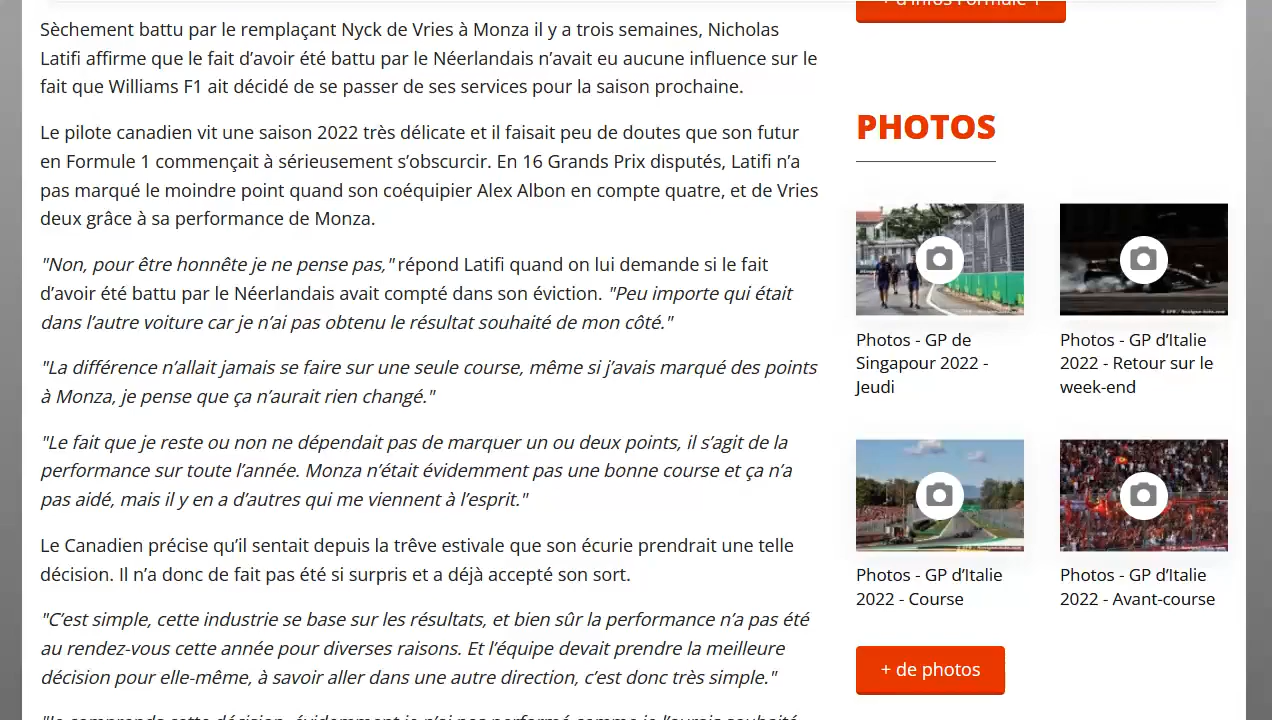 + d'infos Formule 1
Sèchement battu par le remplaçant Nyck de Vries à Monza il y a trois semaines, Nicholas
Latifi affirme que le fait d’avoir été battu par le Néerlandais n’avait eu aucune influence sur le
fait que Williams F1 ait décidé de se passer de ses services pour la saison prochaine.
Le pilote canadien vit une saison 2022 très délicate et il faisait peu de doutes que son futur
en Formule 1 commençait à sérieusement s’obscurcir. En 16 Grands Prix disputés, Latifi n’a
pas marqué le moindre point quand son coéquipier Alex Albon en compte quatre, et de Vries
deux grâce à sa performance de Monza.
"Non, pour être honnête je ne pense pas," répond Latifi quand on lui demande si le fait
d’avoir été battu par le Néerlandais avait compté dans son éviction. "Peu importe qui était
dans l’autre voiture car je n’ai pas obtenu le résultat souhaité de mon côté."
"La différence n’allait jamais se faire sur une seule course, même si j’avais marqué des points
à Monza, je pense que ça n’aurait rien changé."
"Le fait que je reste ou non ne dépendait pas de marquer un ou deux points, il s’agit de la
performance sur toute l’année. Monza n’était évidemment pas une bonne course et ça n’a
pas aidé, mais il y en a d’autres qui me viennent à l’esprit."
Le Canadien précise qu’il sentait depuis la trêve estivale que son écurie prendrait une telle
décision. Il n’a donc de fait pas été si surpris et a déjà accepté son sort.
"C’est simple, cette industrie se base sur les résultats, et bien sûr la performance n’a pas été
au rendez-vous cette année pour diverses raisons. Et l’équipe devait prendre la meilleure
décision pour elle-même, à savoir aller dans une autre direction, c’est donc très simple."
"Je comprends cette décision, évidemment je n’ai pas performé comme je l’aurais souhaité
PHOTOS
Photos - GP de
Singapour 2022 -
Jeudi
Photos - GP d’Italie
2022 - Retour sur le
week-end
Photos - GP d’Italie
2022 - Course
Photos - GP d’Italie
2022 - Avant-course
+ de photos